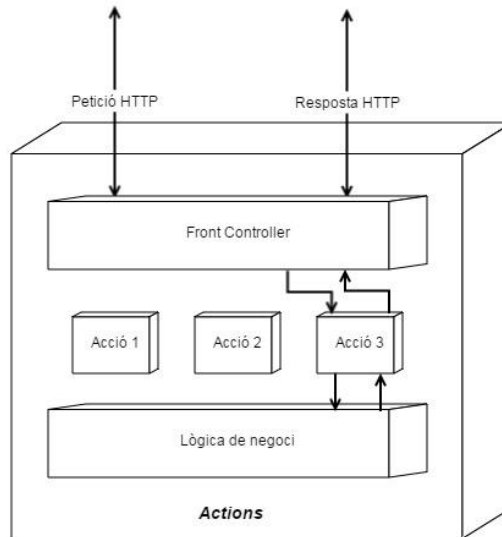 Petició HTTP
Resposta HTTP
Front Controller
Acció 1
Acció 2
Acció 3
Lògica de negoci
Actions